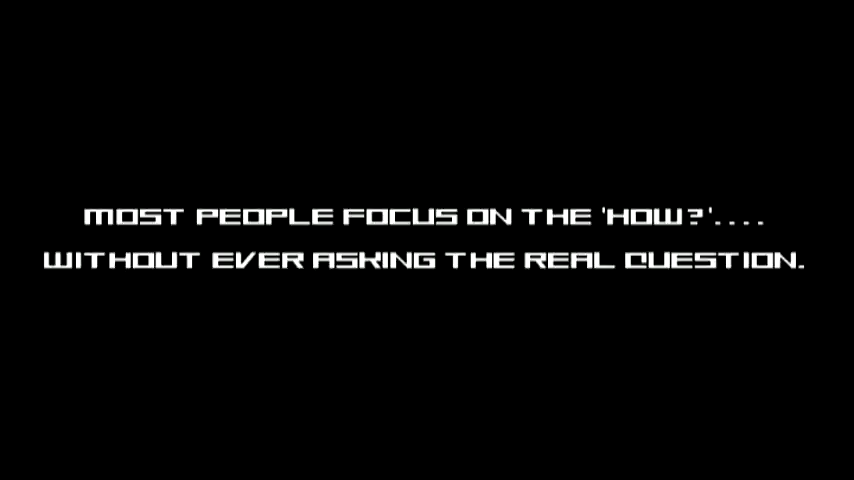 MOST PEOPLE FOCUS ON THE 'HOW?'....
WITHOUT EVER ASKING THE REAL QUESTION.